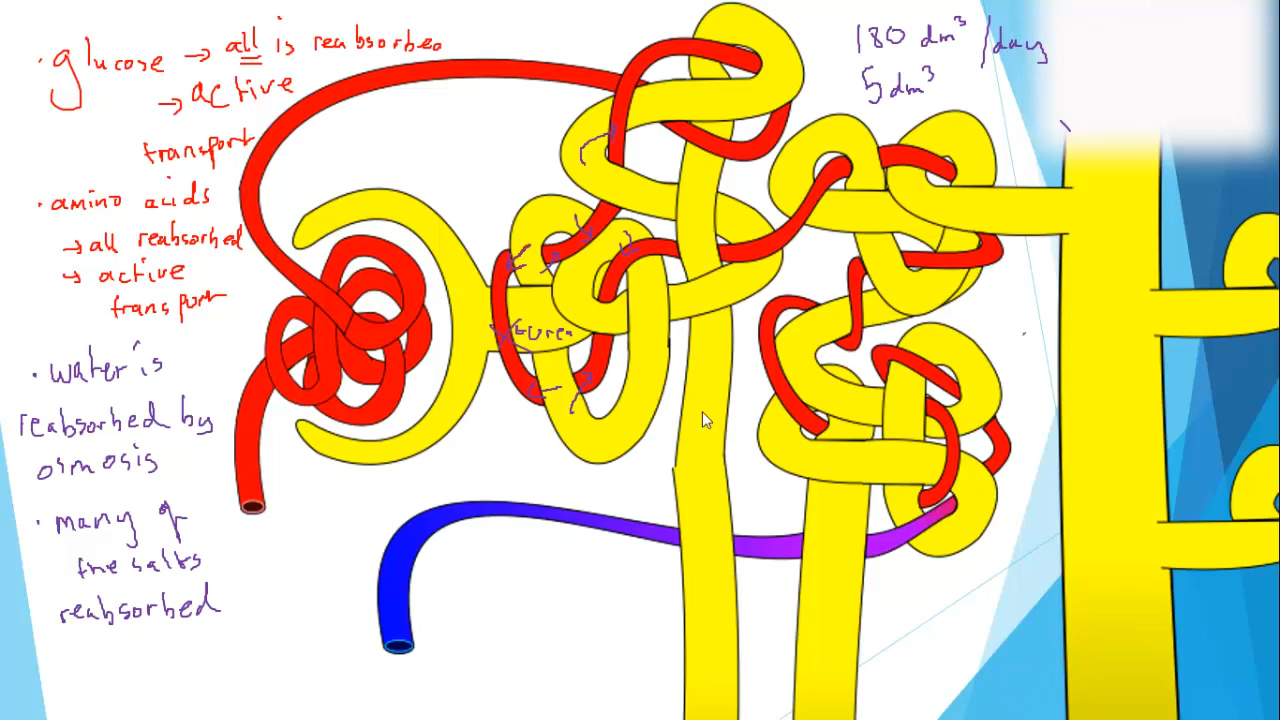 • glucose → all is reabsorbed
→ active
transport
• amino acids
→ all reabsorbed
→ active
transport
• water is
reabsorbed by
osmosis
• many of
the salts
reabsorbed
180 dm³/day
5 dm³